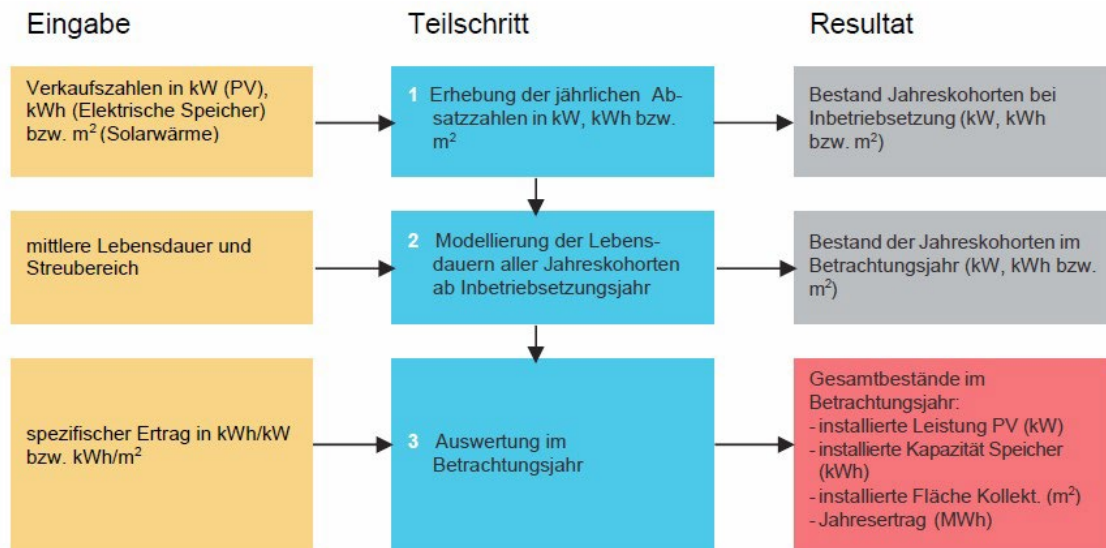 Eingabe
Teilschritt
Resultat
Verkaufszahlen in kW (PV),
kWh (Elektrische Speicher)
bzw. m² (Solarwärme)
1 Erhebung der jährlichen Ab-
satzzahlen in kW, kWh bzw.
m²
Bestand Jahreskohorten bei
Inbetriebsetzung (kW, kWh
bzw. m²)
mittlere Lebensdauer und
Streubereich
2 Modellierung der Lebens-
dauern aller Jahreskohorten
ab Inbetriebsetzungsjahr
Bestand der Jahreskohorten im
Betrachtungsjahr (kW, kWh bzw.
m²)
spezifischer Ertrag in kWh/kW
bzw. kWh/m²
3 Auswertung im
Betrachtungsjahr
Gesamtbestände im
Betrachtungsjahr:
- installierte Leistung PV (kW)
- installierte Kapazität Speicher
(kWh)
- installierte Fläche Kollekt. (m²)
- Jahresertrag (MWh)